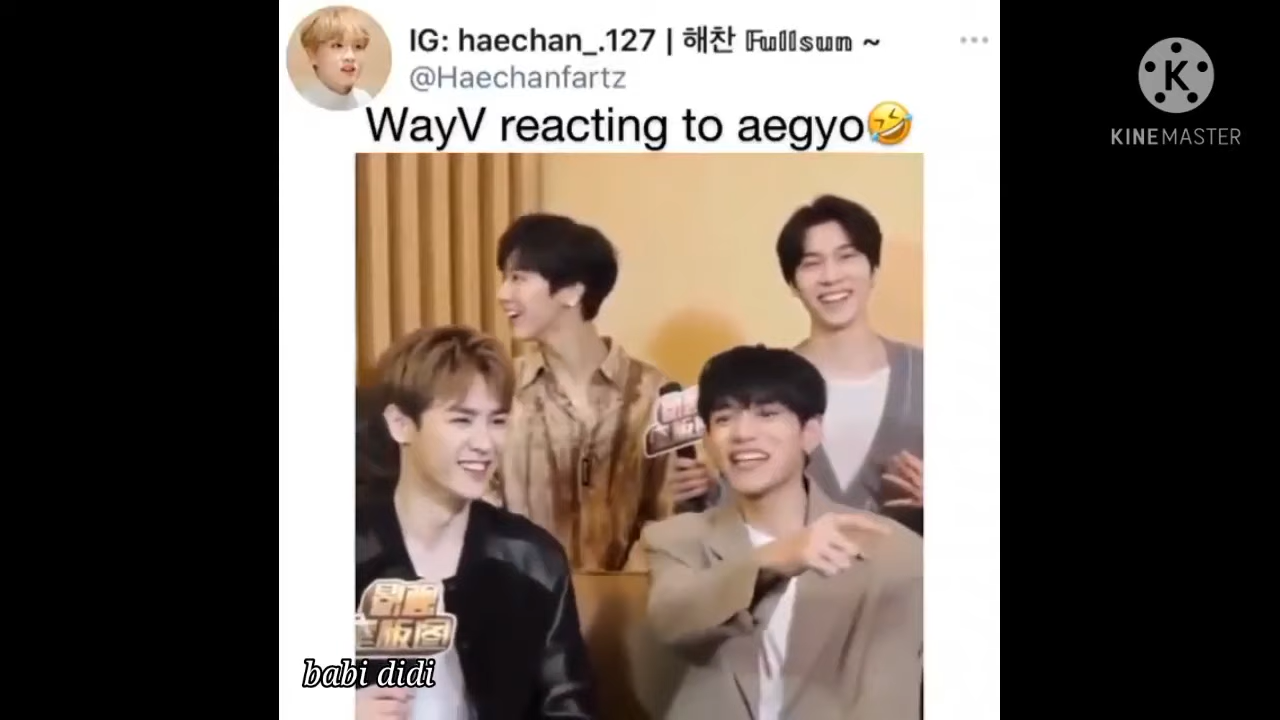 IG: haechan_.127 | 해찬 𝔽𝕦𝕝𝕝𝕤𝕦𝕟 ~
@Haechanfartz
WayV reacting to aegyo🤣
KINEMASTER
babi didi